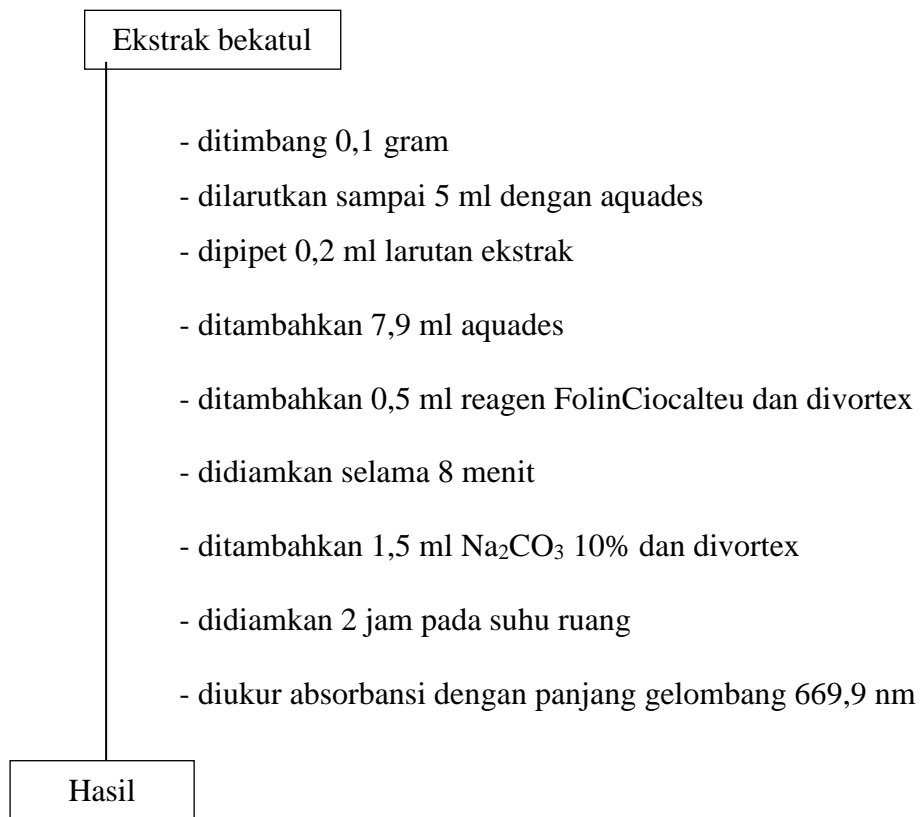 Ekstrak bekatul
- ditimbang 0,1 gram
- dilarutkan sampai 5 ml dengan aquades
- dipipet 0,2 ml larutan ekstrak
- ditambahkan 7,9 ml aquades
- ditambahkan 0,5 ml reagen FolinCiocalteu dan divortex
- didiamkan selama 8 menit
- ditambahkan 1,5 ml Na₂CO₃ 10% dan divortex
- didiamkan 2 jam pada suhu ruang
- diukur absorbansi dengan panjang gelombang 669,9 nm
Hasil